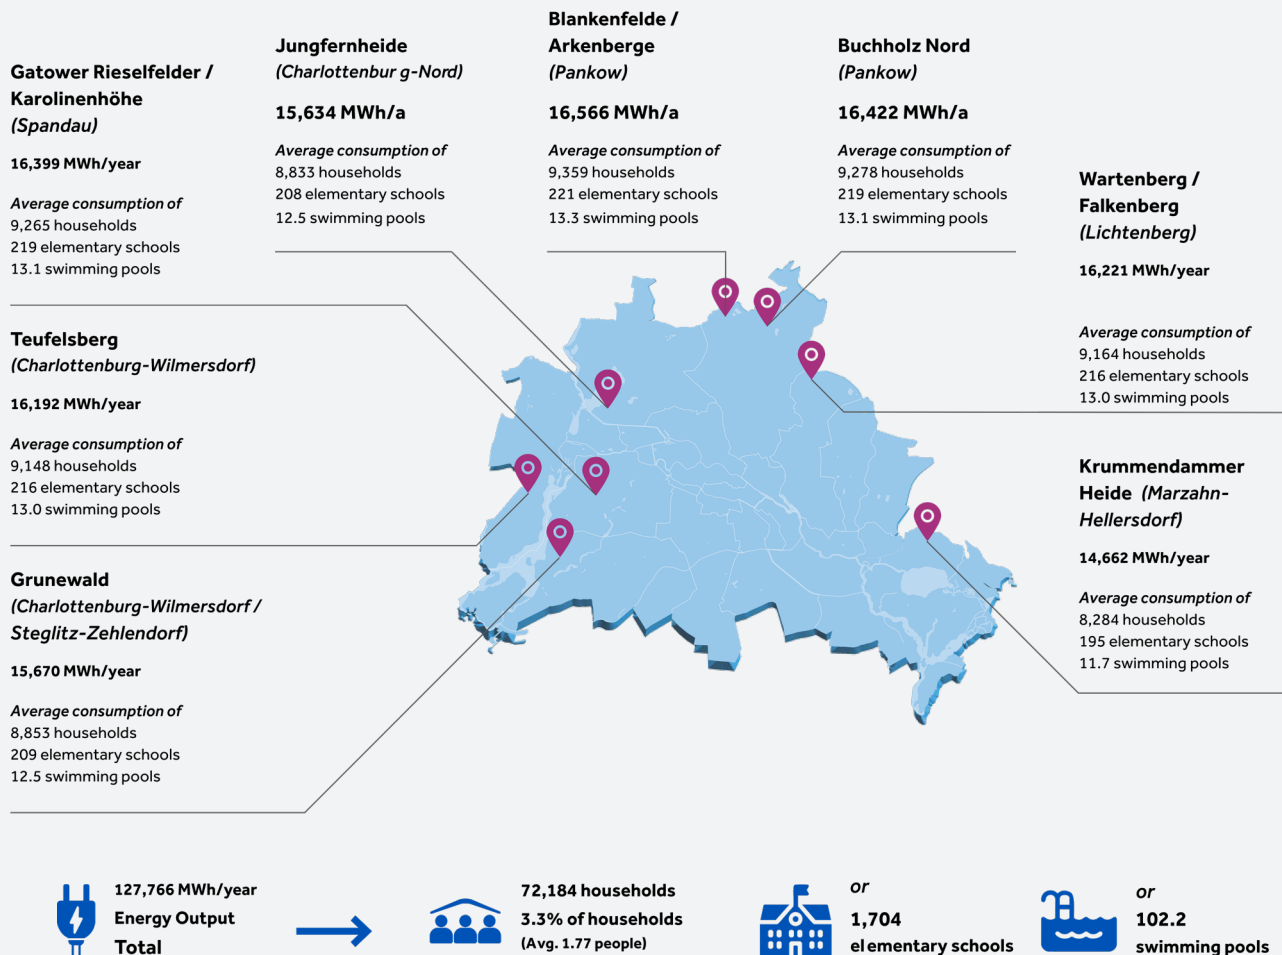 Gatower Rieselfelder /
Karolinenhöhe
(Spandau)
16,399 MWh/year
Average consumption of
9,265 households
219 elementary schools
13.1 swimming pools
Jungfernheide
(Charlottenbur g-Nord)
15,634 MWh/a
Average consumption of
8,833 households
208 elementary schools
12.5 swimming pools
Blankenfelde /
Arkenberge
(Pankow)
16,566 MWh/a
Average consumption of
9,359 households
221 elementary schools
13.3 swimming pools
Buchholz Nord
(Pankow)
16,422 MWh/a
Average consumption of
9,278 households
219 elementary schools
13.1 swimming pools
Wartenberg /
Falkenberg
(Lichtenberg)
16,221 MWh/year
Average consumption of
9,164 households
216 elementary schools
13.0 swimming pools
Teufelsberg
(Charlottenburg-Wilmersdorf)
16,192 MWh/year
Average consumption of
9,148 households
216 elementary schools
13.0 swimming pools
Krummendammer
Heide (Marzahn-
Hellersdorf)
14,662 MWh/year
Average consumption of
8,284 households
195 elementary schools
11.7 swimming pools
Grunewald
(Charlottenburg-Wilmersdorf /
Steglitz-Zehlendorf)
15,670 MWh/year
Average consumption of
8,853 households
209 elementary schools
12.5 swimming pools
127,766 MWh/year
Energy Output
Total
72,184 households
3.3% of households
(Avg. 1.77 people)
or
1,704
el ementary schools
or
102.2
swimming pools